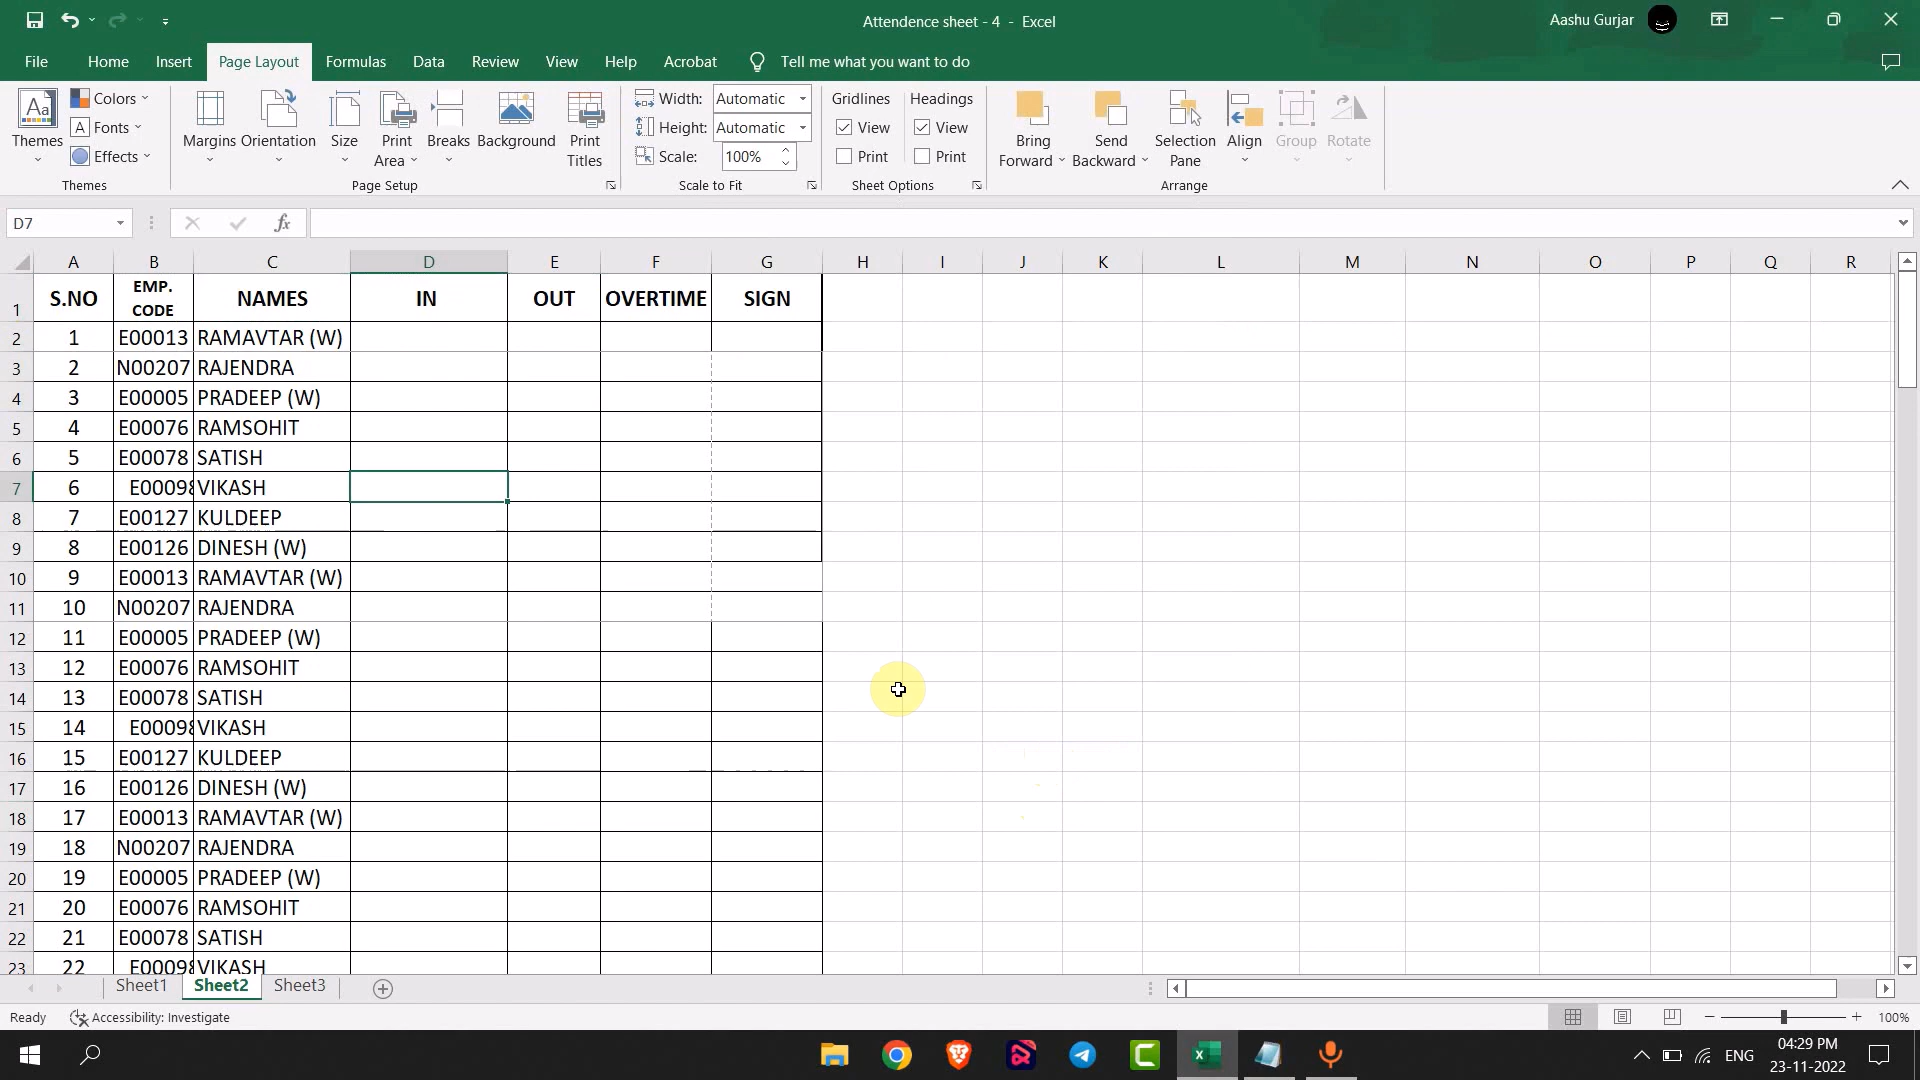 Attendence sheet - 4 - Excel
Aashu Gurjar
File Home Insert Page Layout Formulas Data Review View Help Acrobat Tell me what you want to do
Themes
Colors
Fonts
Effects
Themes
Margins
Orientation
Size
Print Area
Breaks
Background
Print Titles
Page Setup
Width: Automatic
Height: Automatic
Scale: 100%
Scale to Fit
Gridlines Headings
View View
Print Print
Sheet Options
Bring Forward
Send Backward
Selection Pane
Align
Group
Rotate
Arrange
D7 fx
A B C D E F G H I J K L M N O P Q R
1 S.NO EMP. CODE NAMES IN OUT OVERTIME SIGN
2 1 E00013 RAMAVTAR (W)
3 2 N00207 RAJENDRA
4 3 E00005 PRADEEP (W)
5 4 E00076 RAMSOHIT
6 5 E00078 SATISH
7 6 E0009 VIKASH
8 7 E00127 KULDEEP
9 8 E00126 DINESH (W)
10 9 E00013 RAMAVTAR (W)
11 10 N00207 RAJENDRA
12 11 E00005 PRADEEP (W)
13 12 E00076 RAMSOHIT
14 13 E00078 SATISH
15 14 E0009 VIKASH
16 15 E00127 KULDEEP
17 16 E00126 DINESH (W)
18 17 E00013 RAMAVTAR (W)
19 18 N00207 RAJENDRA
20 19 E00005 PRADEEP (W)
21 20 E00076 RAMSOHIT
22 21 E00078 SATISH
23 22 E0009 VIKASH
Sheet1 Sheet2 Sheet3
Ready Accessibility: Investigate 100%
ENG
04:29 PM
23-11-2022